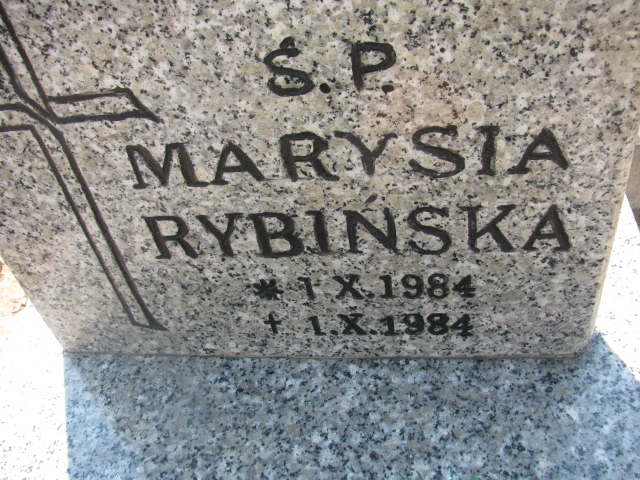 Ś.P.
MARYSIA
RYBIŃSKA
* 1 X.1984
+ 1.X.1984